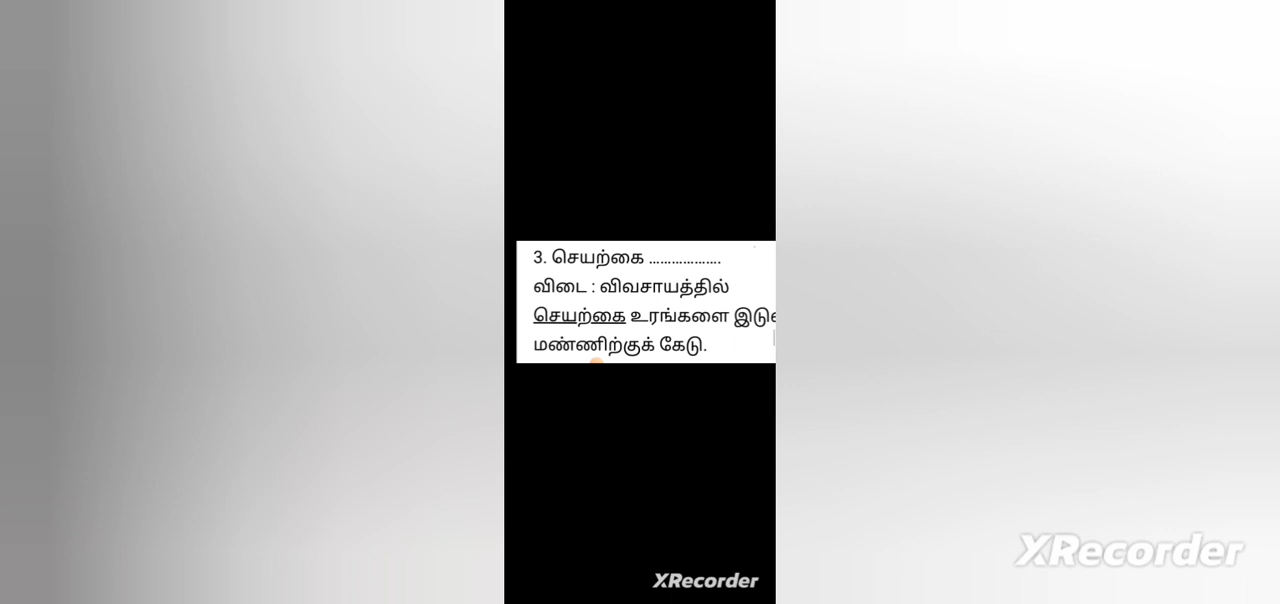 3. செயற்கை ...................
விடை : விவசாயத்தில்
செயற்கை உரங்களை
மண்ணிற்குக் கேடு.
XRecorder
XRecorder